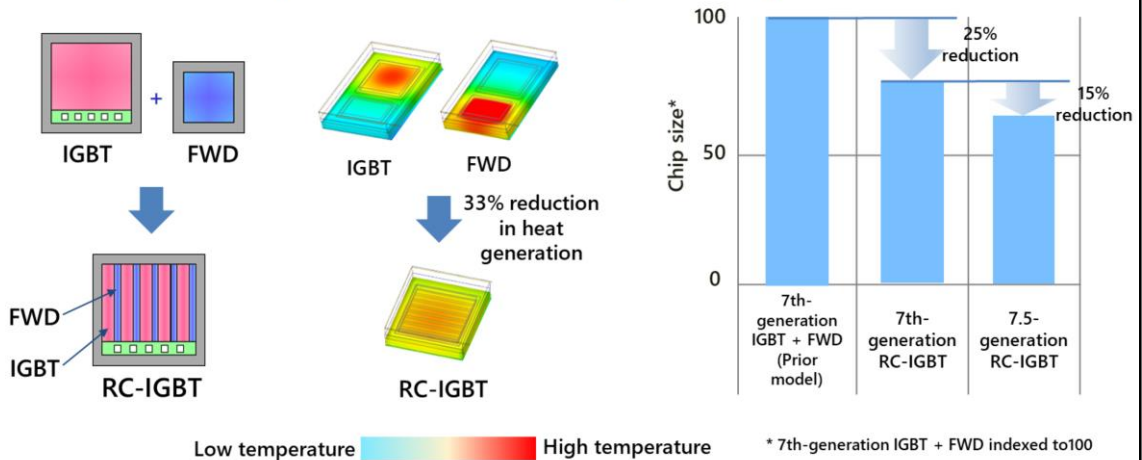 IGBT
+
FWD
FWD
IGBT
RC-IGBT
IGBT
FWD
33% reduction
in heat
generation
RC-IGBT
Low temperature
High temperature
Chip size*
100
50
0
25%
reduction
15%
reduction
7th-
generation
IGBT + FWD
(Prior
model)
7th-
generation
RC-IGBT
7.5-
generation
RC-IGBT
* 7th-generation IGBT + FWD indexed to100